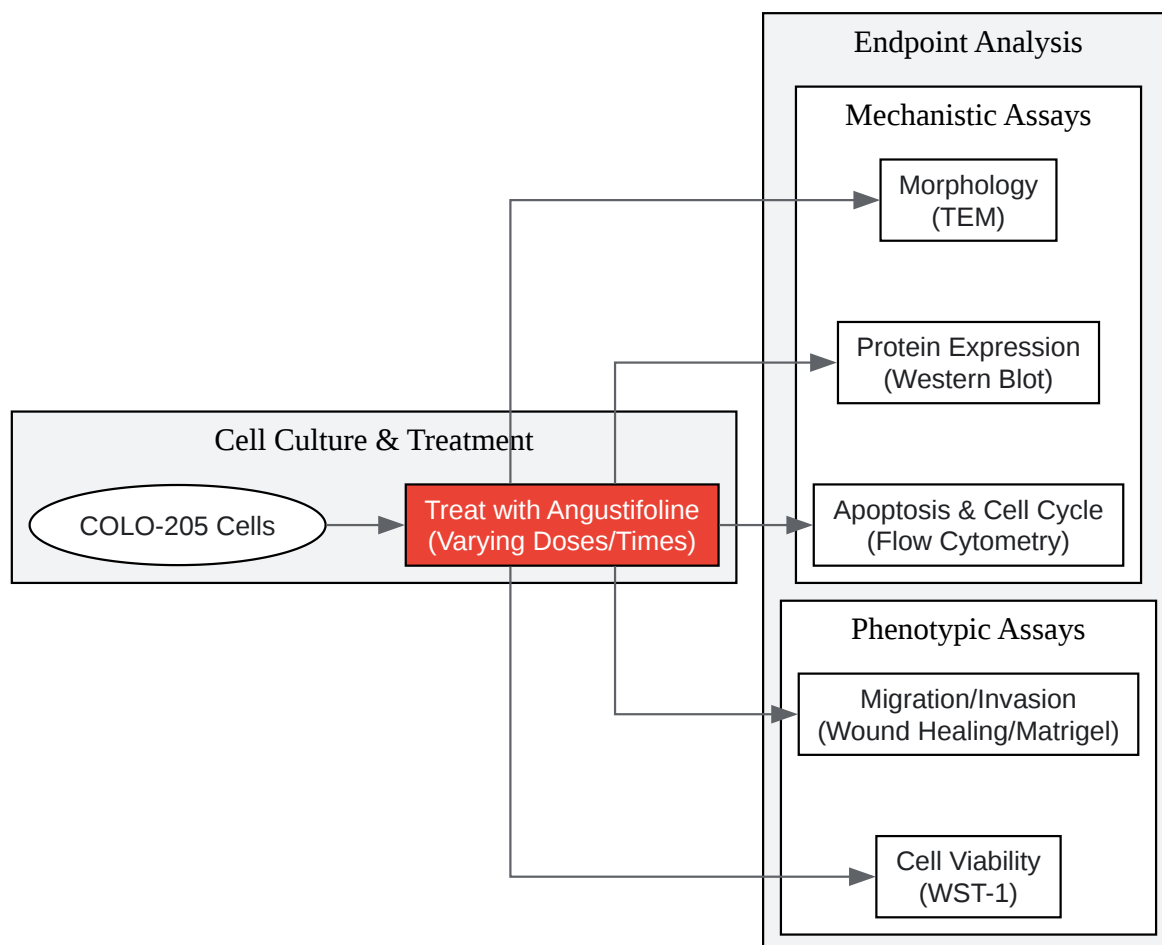 Endpoint Analysis
Mechanistic Assays
Morphology
(TEM)
Protein Expression
(Western Blot)
Cell Culture & Treatment
COLO-205 Cells
Treat with Angustifoline
(Varying Doses/Times)
Apoptosis & Cell Cycle
(Flow Cytometry)
Phenotypic Assays
Migration/Invasion
(Wound Healing/Matrigel)
Cell Viability
(WST-1)